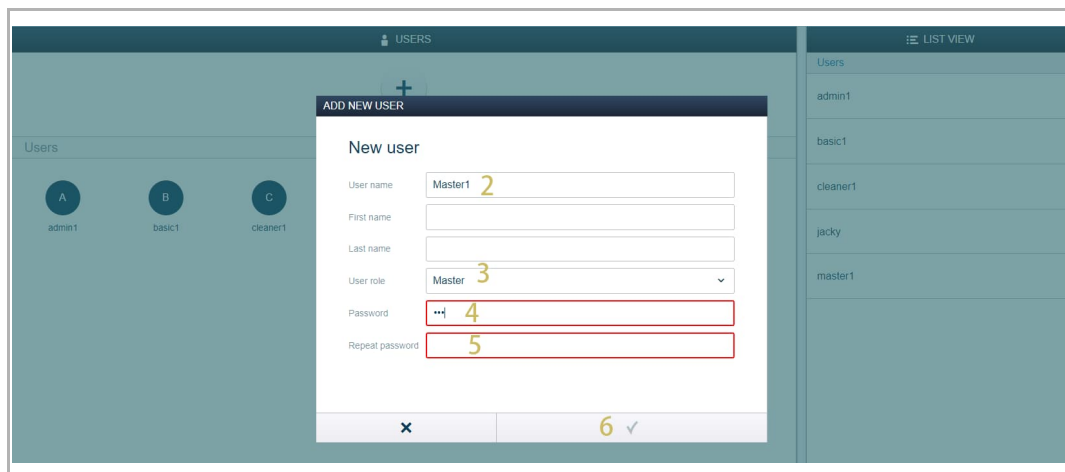 USERS
LIST VIEW
Users
admin1
basic1
cleaner1
jacky
master1
Users
A
B
C
admin1
basic1
cleaner1
ADD NEW USER
New user
User name Master1 2
First name
Last name
User role Master 3
Password ••• 4
Repeat password 5
6